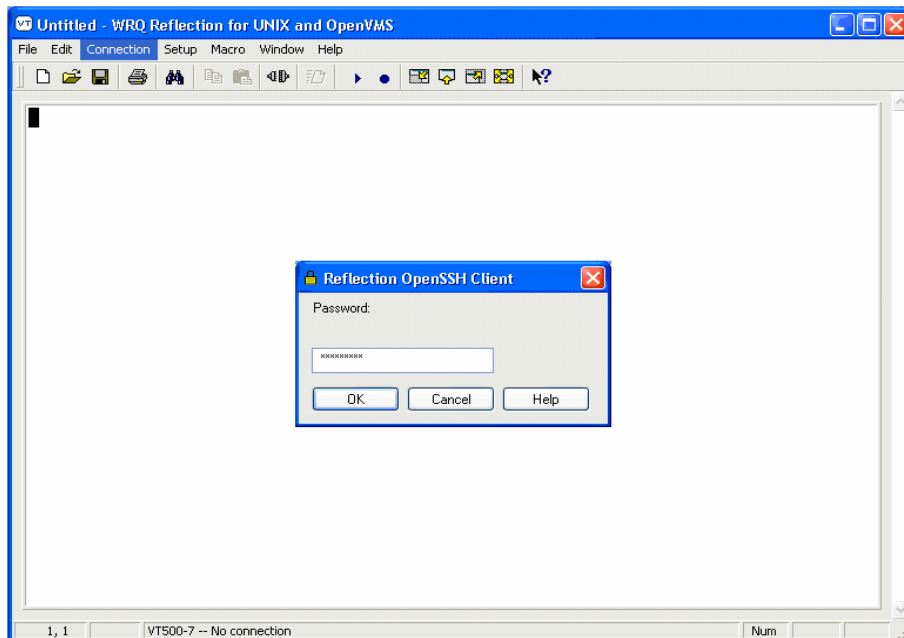 VT Untitled - WRQ Reflection for UNIX and OpenVMS
File Edit Connection Setup Macro Window Help
Reflection OpenSSH Client
Password:
*********
OK Cancel Help
1, 1 VT500-7 -- No connection Num